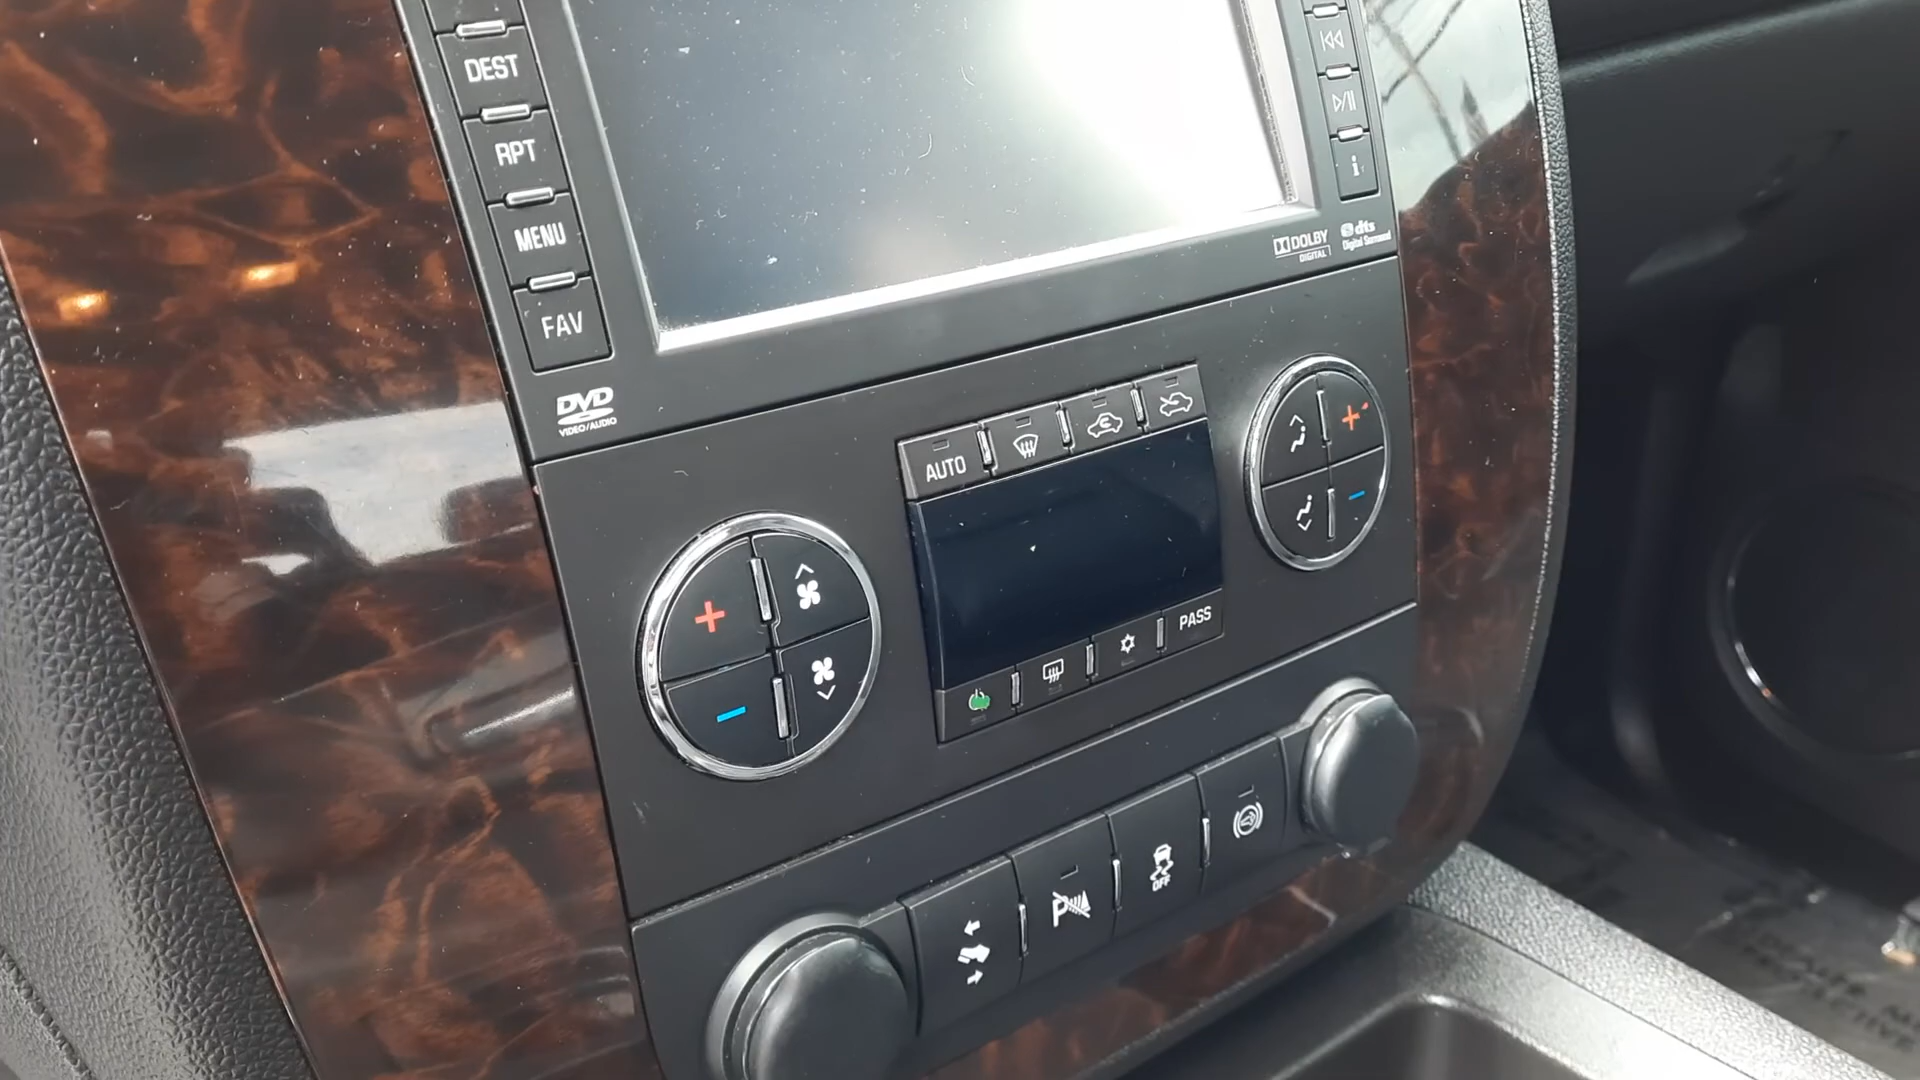 DEST
RPT
MENU
FAV
DVD
VIDEO/AUDIO
i
DOLBY
DIGITAL
dts
Digital Surround
AUTO
PASS
P
OFF